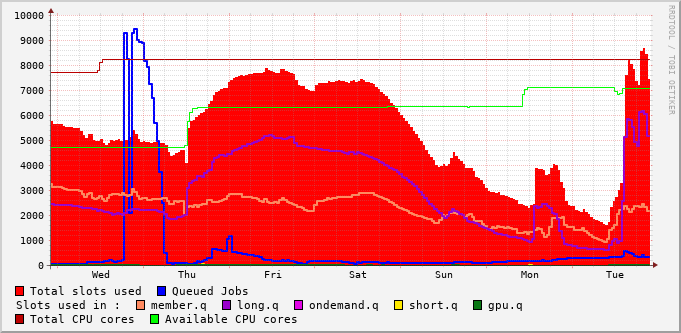 10000
9000
8000
7000
6000
5000
4000
3000
2000
1000
0
Wed Thu Fri Sat Sun Mon Tue
RRDTOOL / TOBI OETIKER
Total slots used Queued Jobs
Slots used in : member.q long.q ondemand.q short.q gpu.q
Total CPU cores Available CPU cores